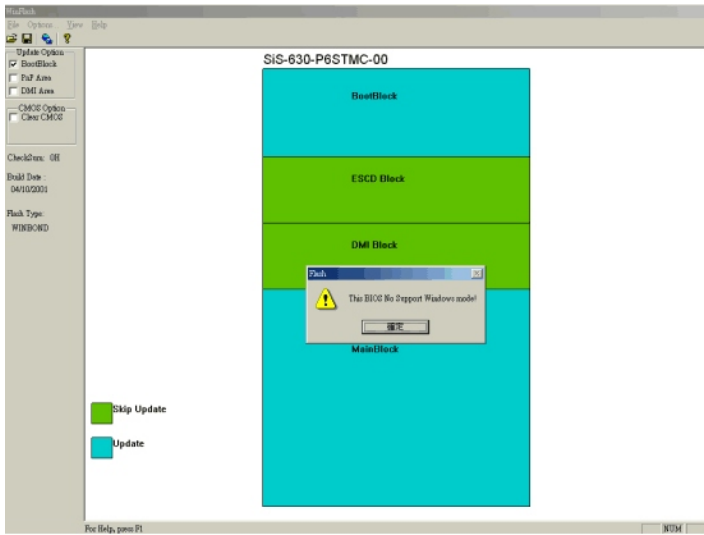 WinFlash
File Options View Help
Update Option
BootBlock
PnP Area
DMI Area
CMOS Option
Clear CMOS
CheckSum: 0H
Build Date :
04/10/2001
Flash Type:
WINBOND
SiS-630-P6STMC-00
BootBlock
ESCD Block
DMI Block
Flash
This BIOS No Support Windows mode!
確定
MainBlock
Skip Update
Update
For Help, press F1
NUM